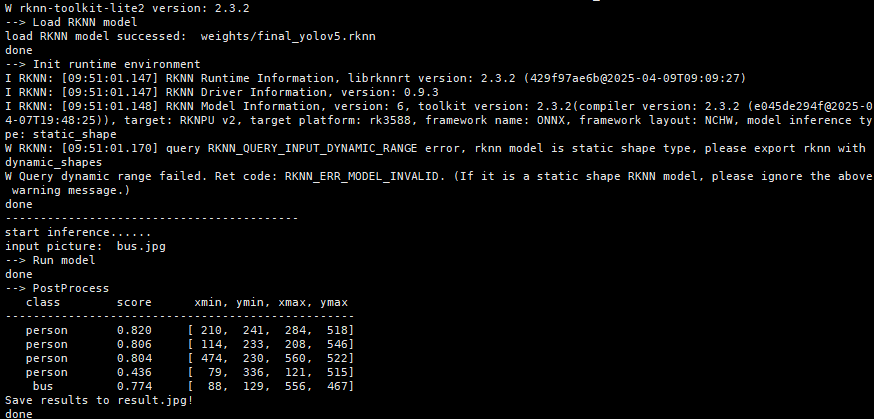 W rknn-toolkit-lite2 version: 2.3.2
--> Load RKNN model
load RKNN model successed:  weights/final_yolov5.rknn
done
--> Init runtime environment
I RKNN: [09:51:01.147] RKNN Runtime Information, librknnrt version: 2.3.2 (429f97ae6b@2025-04-09T09:09:27)
I RKNN: [09:51:01.147] RKNN Driver Information, version: 0.9.3
I RKNN: [09:51:01.148] RKNN Model Information, version: 6, toolkit version: 2.3.2(compiler version: 2.3.2 (e045de294f@2025-0
4-07T19:48:25)), target: RKNPU v2, target platform: rk3588, framework name: ONNX, framework layout: NCHW, model inference ty
pe: static_shape
W RKNN: [09:51:01.170] query RKNN_QUERY_INPUT_DYNAMIC_RANGE error, rknn model is static shape type, please export rknn with
dynamic_shapes
W Query dynamic range failed. Ret code: RKNN_ERR_MODEL_INVALID. (If it is a static shape RKNN model, please ignore the above
 warning message.)
done
------------------------------------------
start inference......
input picture:  bus.jpg
--> Run model
done
--> PostProcess
   class        score      xmin, ymin, xmax, ymax
--------------------------------------------------
   person       0.820     [ 210,  241,  284,  518]
   person       0.806     [ 114,  233,  208,  546]
   person       0.804     [ 474,  230,  560,  522]
   person       0.436     [  79,  336,  121,  515]
    bus         0.774     [  88,  129,  556,  467]
Save results to result.jpg!
done